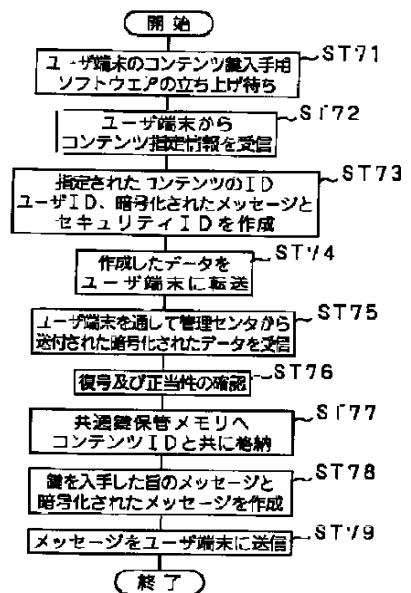 開始
ユーザ端末のコンテンツ鍵入手用
ソフトウェアの立ち上げ待ち
ST71
ユーザ端末から
コンテンツ指定情報を受信
ST72
指定されたコンテンツのID
ユーザID、暗号化されたメッセージと
セキュリティIDを作成
ST73
作成したデータを
ユーザ端末に転送
ST74
ユーザ端末を通して管理センタから
送付された暗号化されたデータを受信
ST75
復号及び正当性の確認
ST76
共通鍵保管メモリへ
コンテンツIDと共に格納
ST77
鍵を入手した旨のメッセージと
暗号化されたメッセージを作成
ST78
メッセージをユーザ端末に送信
ST79
終了